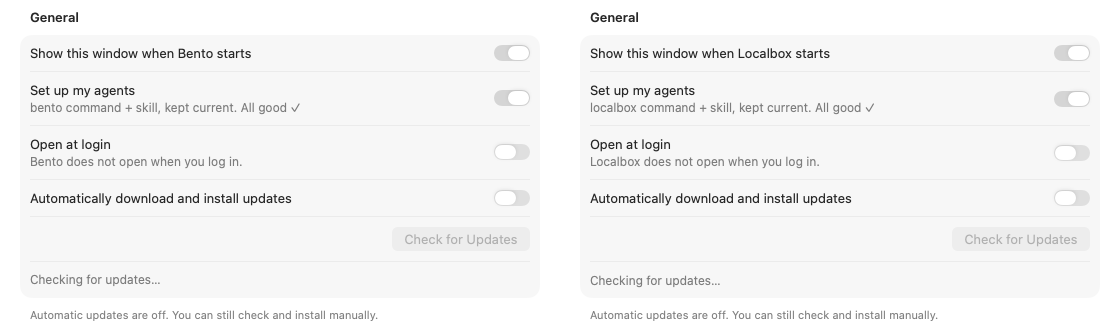 General
Show this window when Bento starts
Set up my agents
bento command + skill, kept current. All good ✓
Open at login
Bento does not open when you log in.
Automatically download and install updates
Check for Updates
Checking for updates...
Automatic updates are off. You can still check and install manually.
General
Show this window when Localbox starts
Set up my agents
localbox command + skill, kept current. All good ✓
Open at login
Localbox does not open when you log in.
Automatically download and install updates
Check for Updates
Checking for updates...
Automatic updates are off. You can still check and install manually.